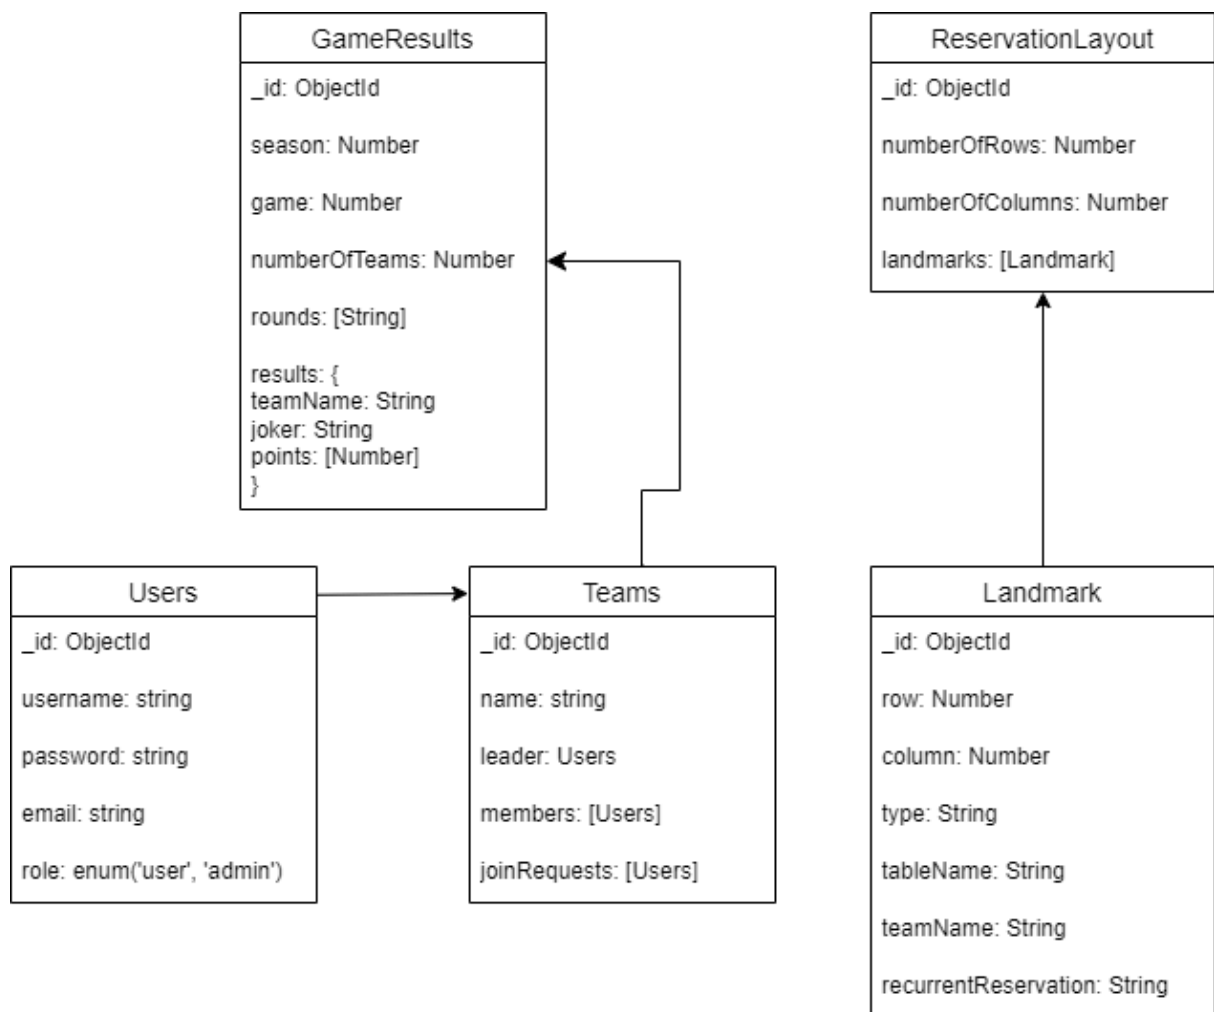 GameResults
_id: ObjectId
season: Number
game: Number
numberOfTeams: Number
rounds: [String]
results: {
teamName: String
joker: String
points: [Number]
}
ReservationLayout
_id: ObjectId
numberOfRows: Number
numberOfColumns: Number
landmarks: [Landmark]
Users
_id: ObjectId
username: string
password: string
email: string
role: enum('user', 'admin')
Teams
_id: ObjectId
name: string
leader: Users
members: [Users]
joinRequests: [Users]
Landmark
_id: ObjectId
row: Number
column: Number
type: String
tableName: String
teamName: String
recurrentReservation: String